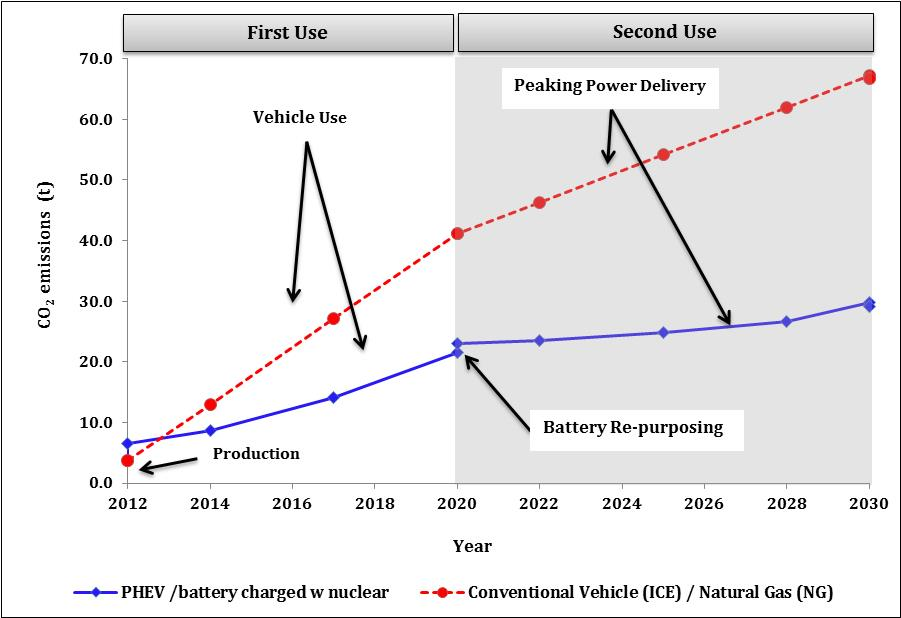 First Use
Second Use
70.0
60.0
50.0
40.0
30.0
20.0
10.0
0.0
CO₂ emissions (t)
Vehicle Use
Peaking Power Delivery
Battery Re-purposing
Production
2012 2014 2016 2018 2020 2022 2024 2026 2028 2030
Year
PHEV /battery charged w nuclear
Conventional Vehicle (ICE) / Natural Gas (NG)